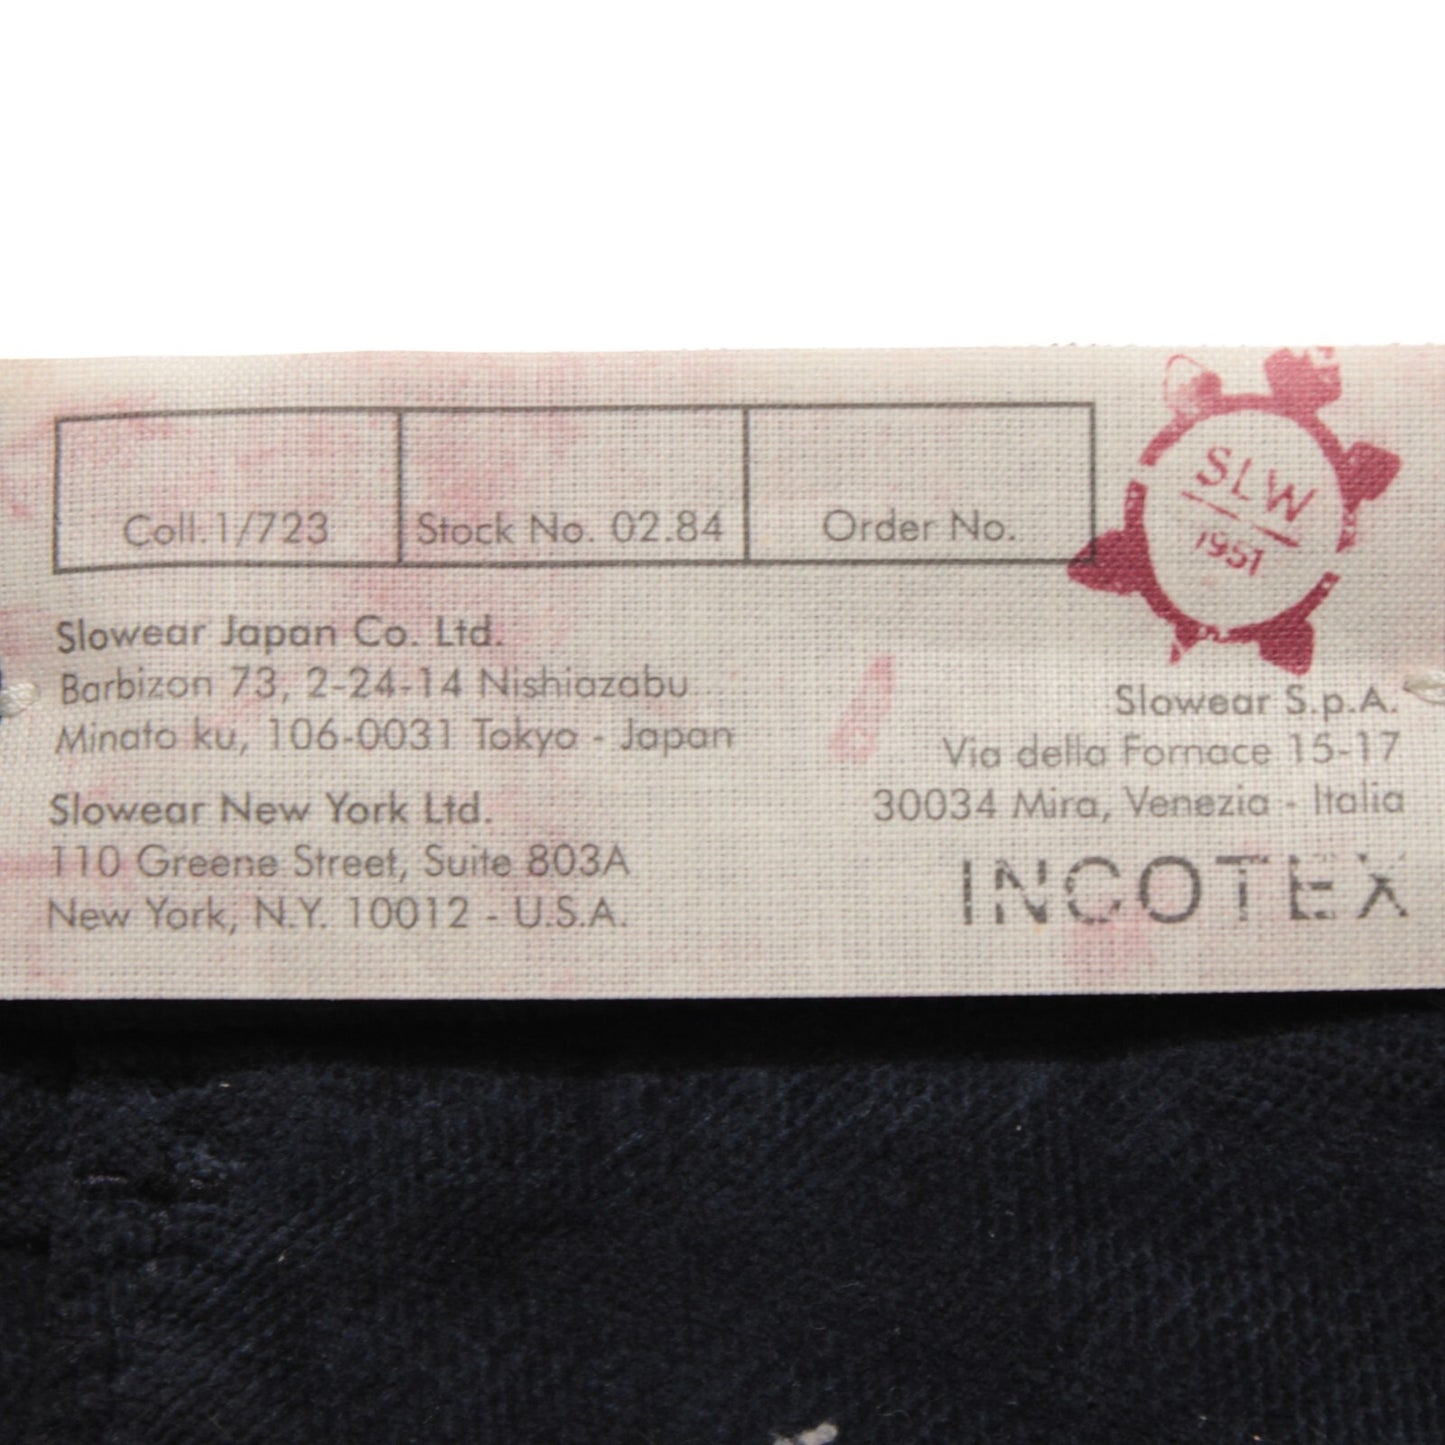 Coll. 1/723
Stock No. 02.84
Order No.
SLW
1951
Slowear Japan Co. Ltd.
Barbizon 73, 2-24-14 Nishiazabu
Minato ku, 106-0031 Tokyo - Japan
Slowear New York Ltd.
110 Greene Street, Suite 803A
New York, N.Y. 10012 - U.S.A.
Slowear S.p.A.
Via della Fornace 15-17
30034 Mira, Venezia - Italia
INCOTEX